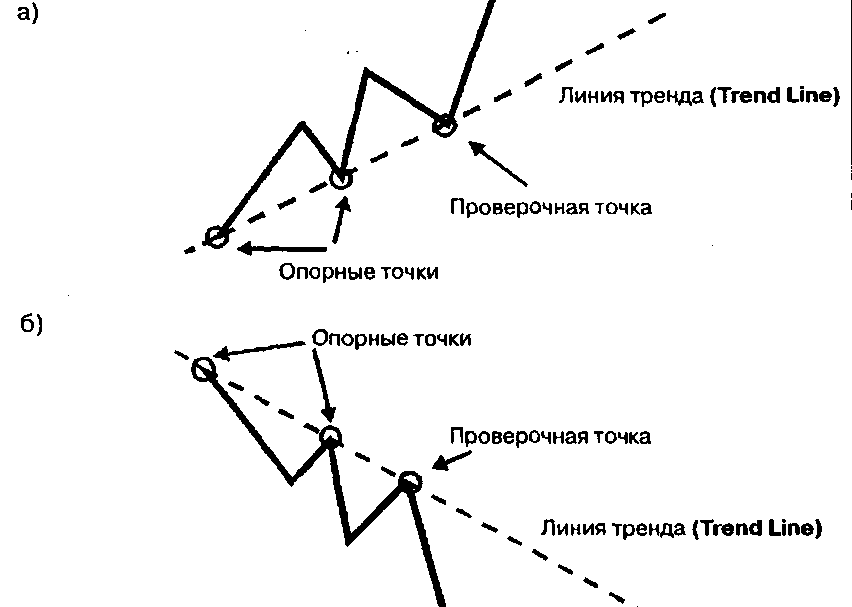 а)
Линия тренда (Trend Line)
Проверочная точка
Опорные точки
б)
Опорные точки
Проверочная точка
Линия тренда (Trend Line)